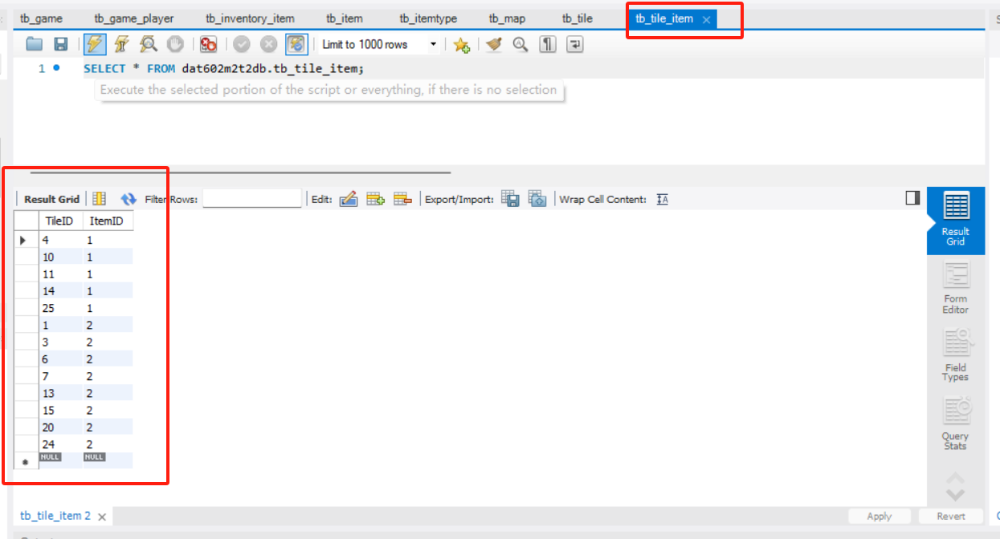 tb_game tb_game_player tb_inventory_item tb_item tb_itemtype tb_map tb_tile tb_tile_item
Limit to 1000 rows
1 SELECT * FROM dat602m2t2db.tb_tile_item;
Execute the selected portion of the script or everything, if there is no selection
Result Grid Filter Rows: Edit: Export/Import: Wrap Cell Content:
TileID ItemID
4 1
10 1
11 1
14 1
25 1
1 2
3 2
6 2
7 2
13 2
15 2
20 2
24 2
NULL NULL
Result
Grid
Form
Editor
Field
Types
Query
Stats
tb_tile_item 2
Apply Revert